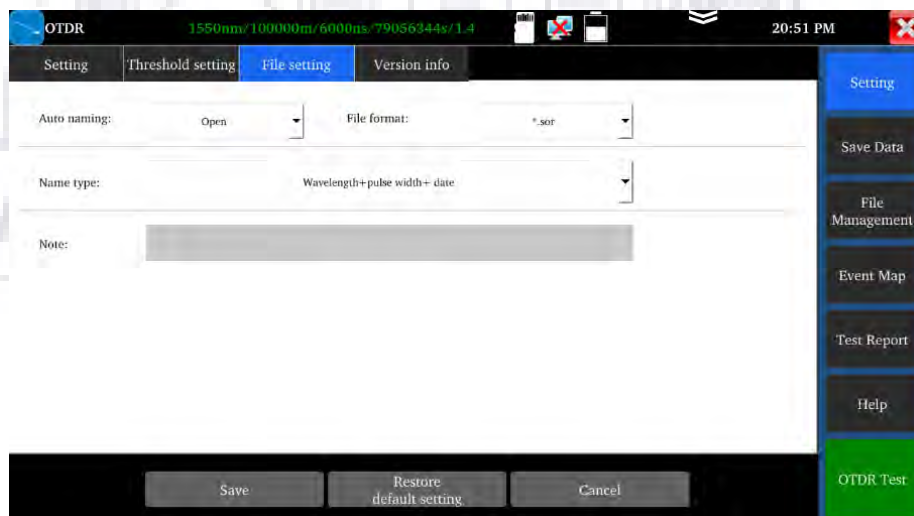 OTDR 1550nm/100000m/6000ns/79056344s/1.4 20:51 PM
Setting Threshold setting File setting Version info
Auto naming: Open File format: *.sor
Name type: Wavelength+pulse width+ date
Note:
Save
Restore
default setting
Cancel
Setting
Save Data
File
Management
Event Map
Test Report
Help
OTDR Test